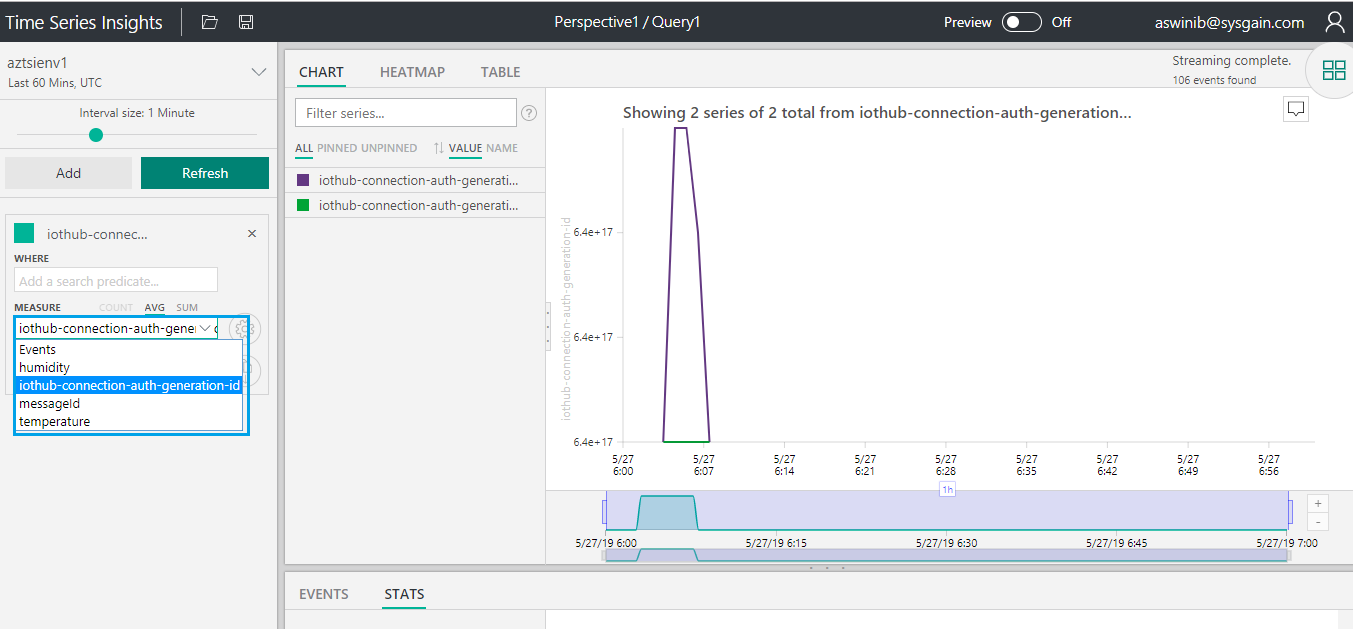 Time Series Insights
Perspective1 / Query1
Preview Off
aswinib@sysgain.com
aztsienv1
Last 60 Mins, UTC
Interval size: 1 Minute
Add Refresh
iothub-connec... ×
WHERE
Add a search predicate...
MEASURE COUNT AVG SUM
iothub-connection-auth-gener
Events
humidity
iothub-connection-auth-generation-id
messageId
temperature
CHART HEATMAP TABLE
Streaming complete.
106 events found
Filter series... ?
ALL PINNED UNPINNED VALUE NAME
iothub-connection-auth-generati...
iothub-connection-auth-generati...
Showing 2 series of 2 total from iothub-connection-auth-generation...
iothub-connection-auth-generation-id
6.4e+17
6.4e+17
6.4e+17
5/27 5/27 5/27 5/27 5/27 5/27 5/27 5/27 5/27
6:00 6:07 6:14 6:21 6:28 6:35 6:42 6:49 6:56
1h
+
-
5/27/19 6:00 5/27/19 6:15 5/27/19 6:30 5/27/19 6:45 5/27/19 7:00
EVENTS STATS